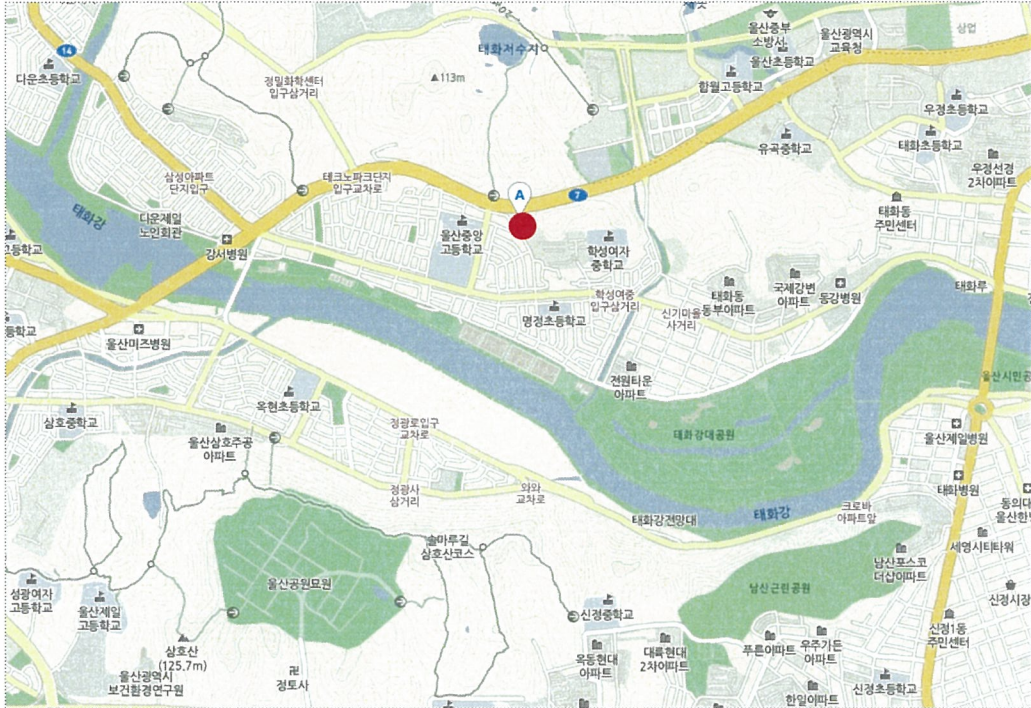 14
다운초등학교
정밀화학센터
입구삼거리
▲113m
태화저수지
울산중부
소방서
울산초등학교
울산광역시
교육청
상업
함월고등학교
우정초등학교
유곡중학교
태화초등학교
우정선경
2차아파트
삼성아파트
단지입구
테크노파크단지
입구교차로
A
7
태화강
다운제일
노인회관
강서병원
울산중앙
고등학교
학성여자
중학교
태화동
주민센터
고등학교
학성여중
입구삼거리
명정초등학교
신기마을
사거리
태화동
동부아파트
국제강변
아파트
동강병원
태화루
등학교
울산미즈병원
전원타운
아파트
울산시민공
삼호중학교
옥현초등학교
울산삼호주공
아파트
정광로입구
교차로
태화강대공원
울산제일병원
정광사
삼거리
와와
교차로
태화강전망대
태화강
크로바
아파트앞
태화병원
동의대
울산한방
세영시티타워
솔마루길
삼호산코스
울산공원묘원
남산근린공원
남산포스코
더샵아파트
성광여자
고등학교
울산제일
고등학교
신정중학교
신정시장
신정1동
주민센터
삼호산
(125.7m)
울산광역시
보건환경연구원
정토사
옥동현대
아파트
대륙현대
2차아파트
푸른아파트
우주가든
아파트
한일아파트
신정초등학교